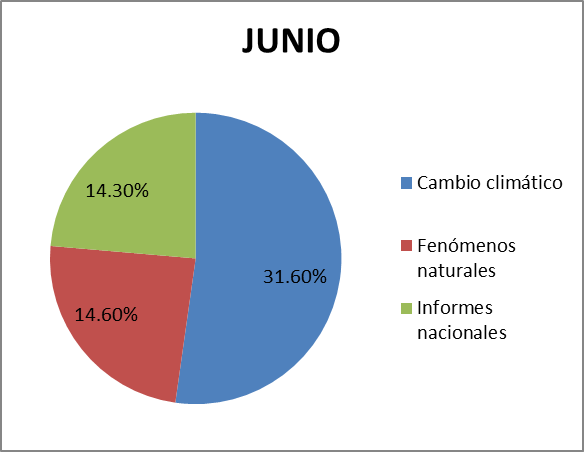 JUNIO
14.30%
31.60%
14.60%
Cambio climático
Fenómenos
naturales
Informes
nacionales